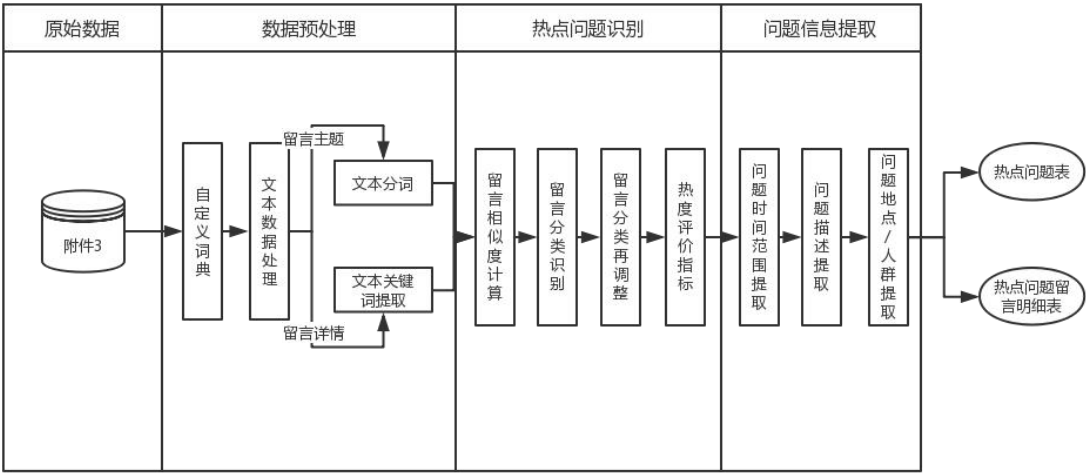 原始数据
数据预处理
热点问题识别
问题信息提取
附件3
自定义词典
文本数据处理
留言主题
文本分词
文本关键
词提取
留言详情
留言相似度计算
留言分类识别
留言分类再调整
热度评价指标
问题时间范围提取
问题描述提取
问题地点/人群提取
热点问题表
热点问题留
言明细表